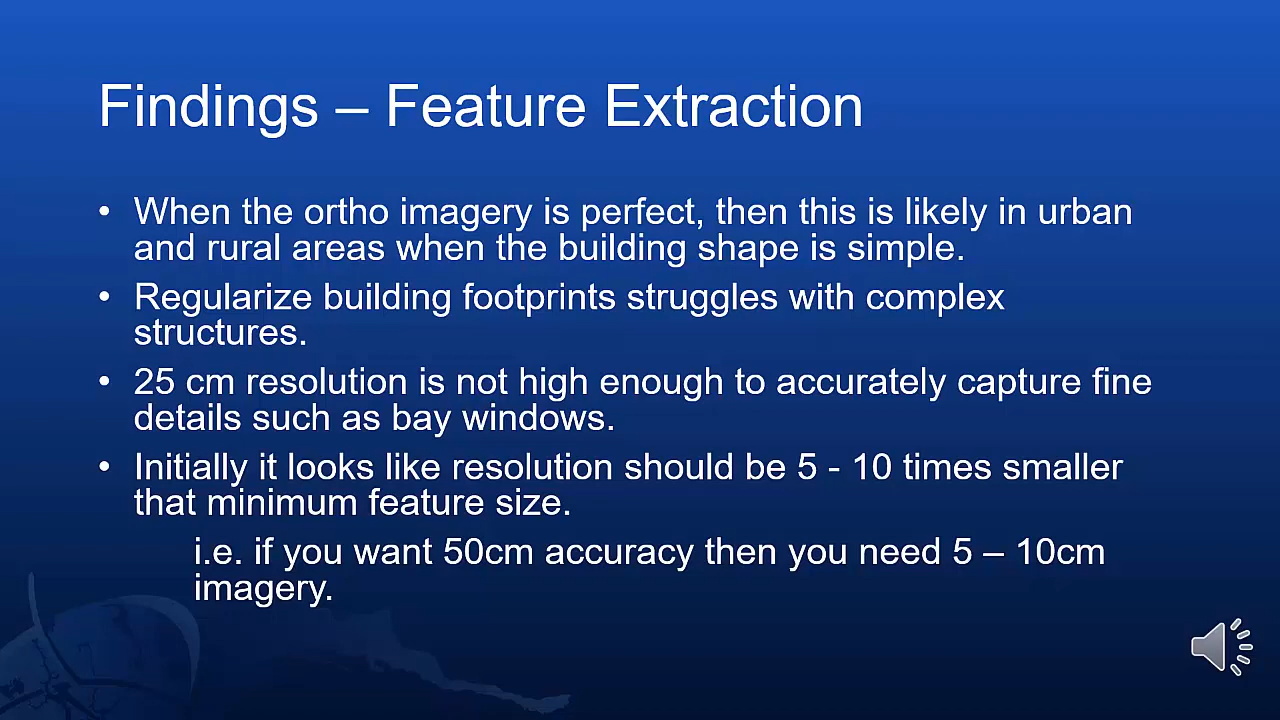 Findings – Feature Extraction
• When the ortho imagery is perfect, then this is likely in urban
and rural areas when the building shape is simple.
• Regularize building footprints struggles with complex
structures.
• 25 cm resolution is not high enough to accurately capture fine
details such as bay windows.
• Initially it looks like resolution should be 5 - 10 times smaller
that minimum feature size.
i.e. if you want 50cm accuracy then you need 5 – 10cm
imagery.